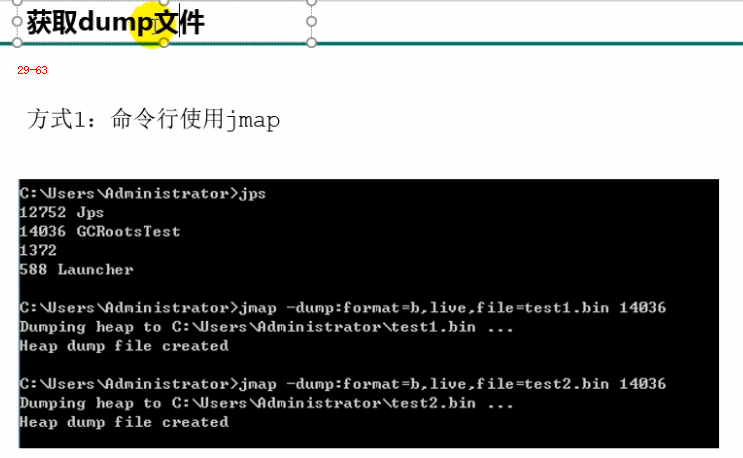 获取dump文件
29-63
方式1：命令行使用jmap
C:\Users\Administrator>jps
12752 Jps
14036 GCRootsTest
1372
588 Launcher
C:\Users\Administrator>jmap -dump:format=b,live,file=test1.bin 14036
Dumping heap to C:\Users\Administrator\test1.bin ...
Heap dump file created
C:\Users\Administrator>jmap -dump:format=b,live,file=test2.bin 14036
Dumping heap to C:\Users\Administrator\test2.bin ...
Heap dump file created